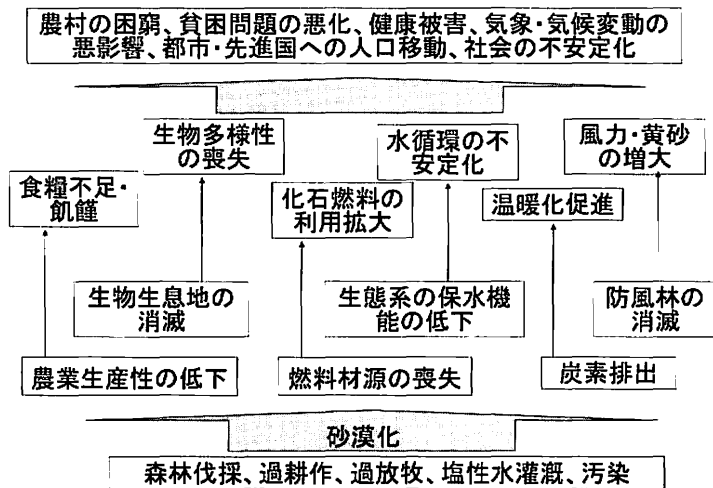 農村の困窮、貧困問題の悪化、健康被害、気象・気候変動の
悪影響、都市・先進国への人口移動、社会の不安定化
生物多様性
の喪失
水循環の不
安定化
風力・黄砂
の増大
食糧不足・
飢饉
化石燃料の
利用拡大
温暖化促進
生物生息地の
消滅
生態系の保水機
能の低下
防風林の
消滅
農業生産性の低下
燃料材源の喪失
炭素排出
砂漠化
森林伐採、過耕作、過放牧、塩性水灌漑、汚染